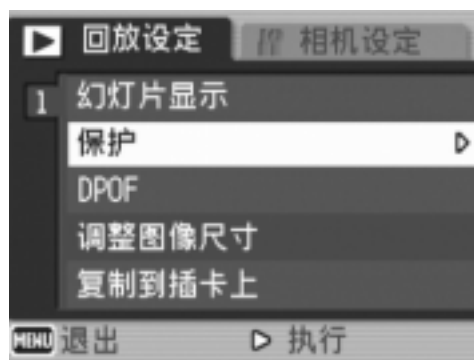 回放设定 相机设定
1 幻灯片显示
保护
DPOF
调整图像尺寸
复制到插卡上
MENU 退出 执行